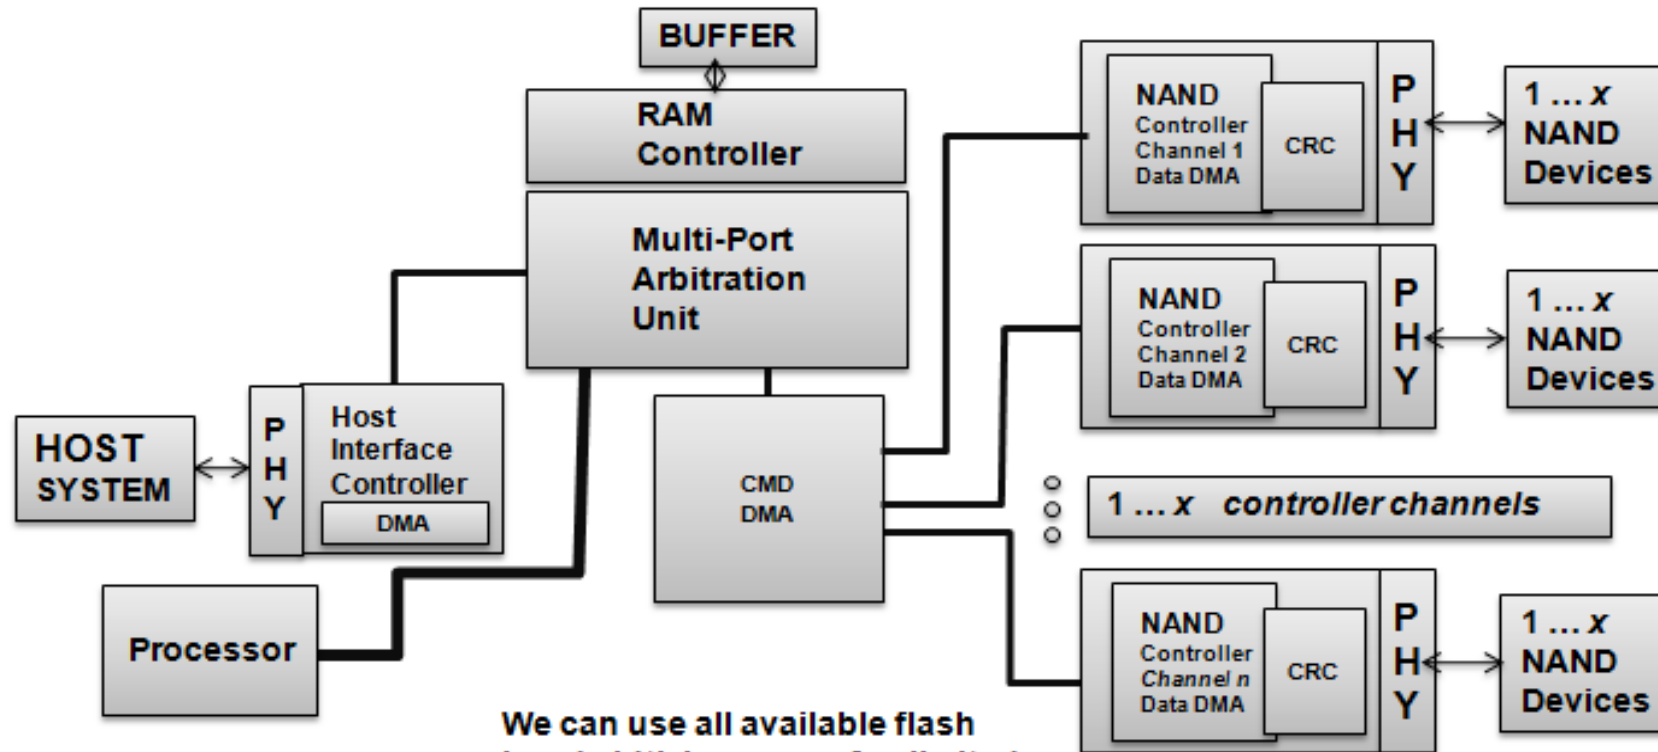 BUFFER
RAM
Controller
Multi-Port
Arbitration
Unit
HOST
SYSTEM
P
H
Y
Host
Interface
Controller
DMA
Processor
CMD
DMA
NAND
Controller
Channel 1
Data DMA
CRC
P
H
Y
1 ... x
NAND
Devices
NAND
Controller
Channel 2
Data DMA
CRC
P
H
Y
1 ... x
NAND
Devices
1 ... x controller channels
NAND
Controller
Channel n
Data DMA
CRC
P
H
Y
1 ... x
NAND
Devices
We can use all available flash